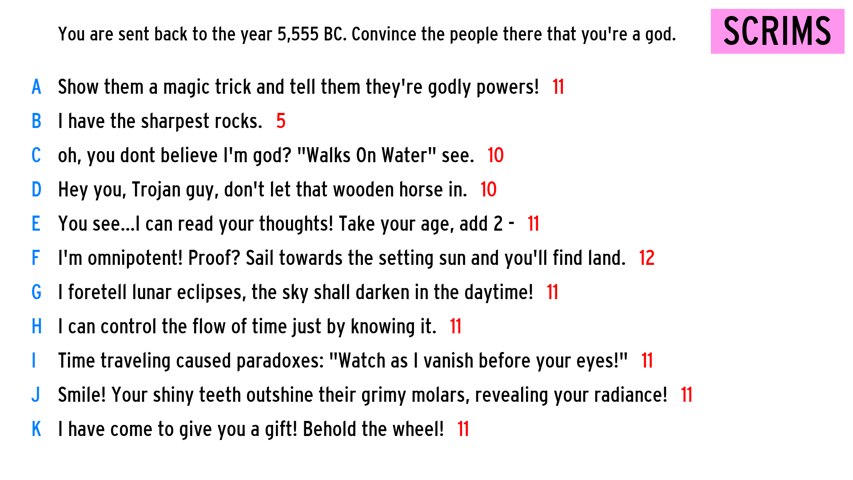 You are sent back to the year 5,555 BC. Convince the people there that you're a god.
SCRIMS
A Show them a magic trick and tell them they're godly powers! 11
B I have the sharpest rocks. 5
C oh, you dont believe I'm god? "Walks On Water" see. 10
D Hey you, Trojan guy, don't let that wooden horse in. 10
E You see...I can read your thoughts! Take your age, add 2 - 11
F I'm omnipotent! Proof? Sail towards the setting sun and you'll find land. 12
G I foretell lunar eclipses, the sky shall darken in the daytime! 11
H I can control the flow of time just by knowing it. 11
I Time traveling caused paradoxes: "Watch as I vanish before your eyes!" 11
J Smile! Your shiny teeth outshine their grimy molars, revealing your radiance! 11
K I have come to give you a gift! Behold the wheel! 11